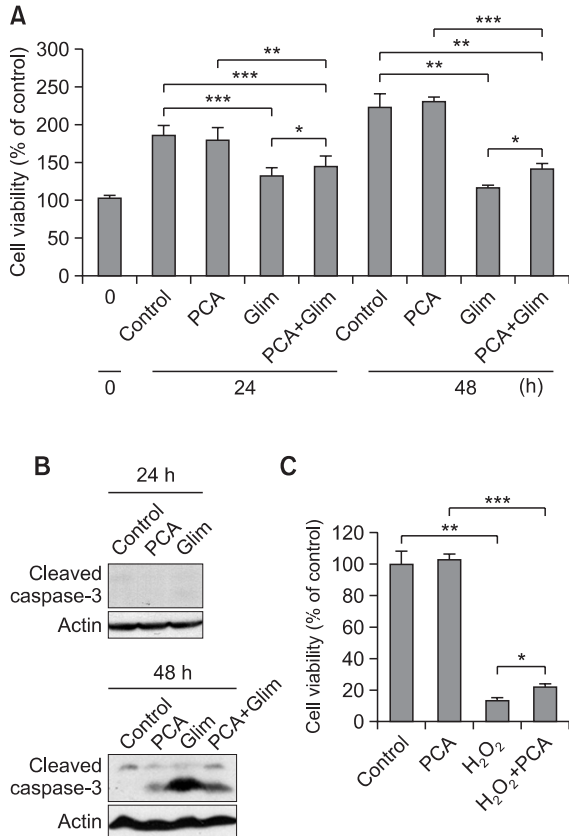 A
Cell viability (% of control)
300
250
200
150
100
50
0
**
***
***
*
***
**
**
*
0
Control
PCA
Glim
PCA+Glim
Control
PCA
Glim
PCA+Glim
0
24
48
(h)
B
24 h
Control
PCA
Glim
Cleaved
caspase-3
Actin
48 h
Control
PCA
Glim
PCA+Glim
Cleaved
caspase-3
Actin
C
Cell viability (% of control)
120
100
80
60
40
20
0
***
**
*
Control
PCA
H₂O₂
H₂O₂+PCA